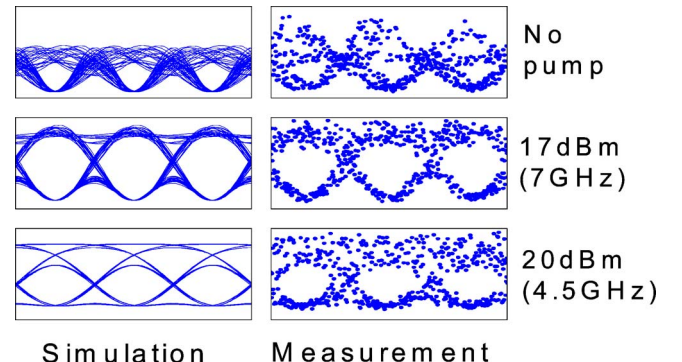 No
pump
17dBm
(7GHz)
20dBm
(4.5GHz)
Simulation
Measurement